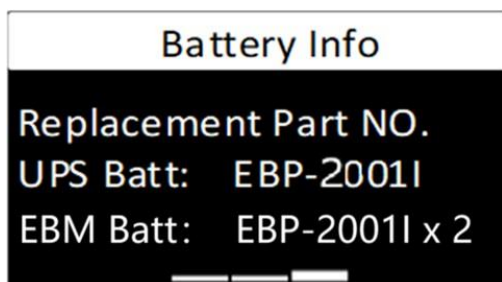 Battery Info
Replacement Part NO.
UPS Batt: EBP-2001I
EBM Batt: EBP-2001I x 2